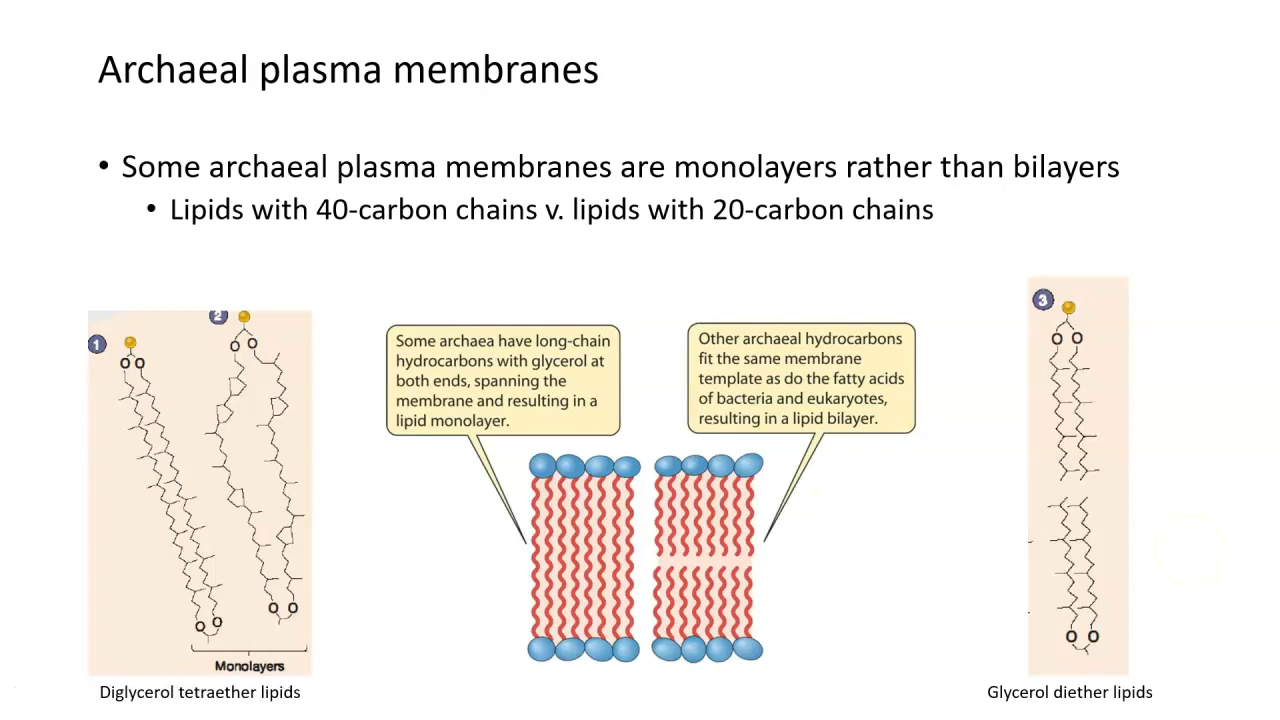 Archaeal plasma membranes
• Some archaeal plasma membranes are monolayers rather than bilayers
• Lipids with 40-carbon chains v. lipids with 20-carbon chains
1
O O
O O
2
O O
O O
Monolayers
Diglycerol tetraether lipids
Some archaea have long-chain
hydrocarbons with glycerol at
both ends, spanning the
membrane and resulting in a
lipid monolayer.
Other archaeal hydrocarbons
fit the same membrane
template as do the fatty acids
of bacteria and eukaryotes,
resulting in a lipid bilayer.
3
O O
O O
Glycerol diether lipids